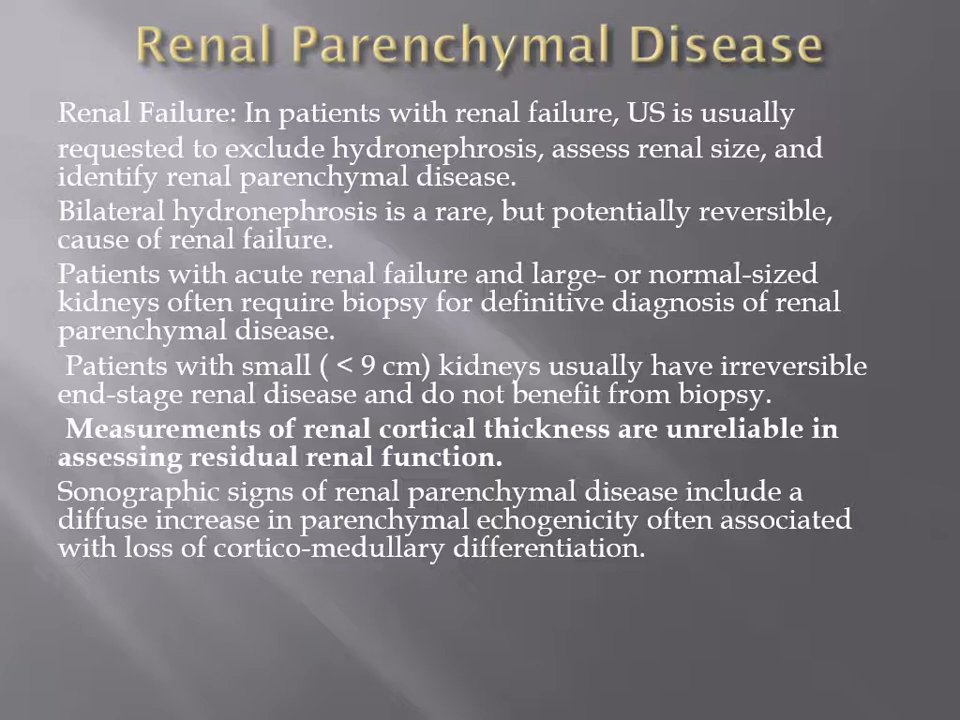 Renal Parenchymal Disease
Renal Failure: In patients with renal failure, US is usually
requested to exclude hydronephrosis, assess renal size, and
identify renal parenchymal disease.
Bilateral hydronephrosis is a rare, but potentially reversible,
cause of renal failure.
Patients with acute renal failure and large- or normal-sized
kidneys often require biopsy for definitive diagnosis of renal
parenchymal disease.
Patients with small ( < 9 cm) kidneys usually have irreversible
end-stage renal disease and do not benefit from biopsy.
Measurements of renal cortical thickness are unreliable in
assessing residual renal function.
Sonographic signs of renal parenchymal disease include a
diffuse increase in parenchymal echogenicity often associated
with loss of cortico-medullary differentiation.